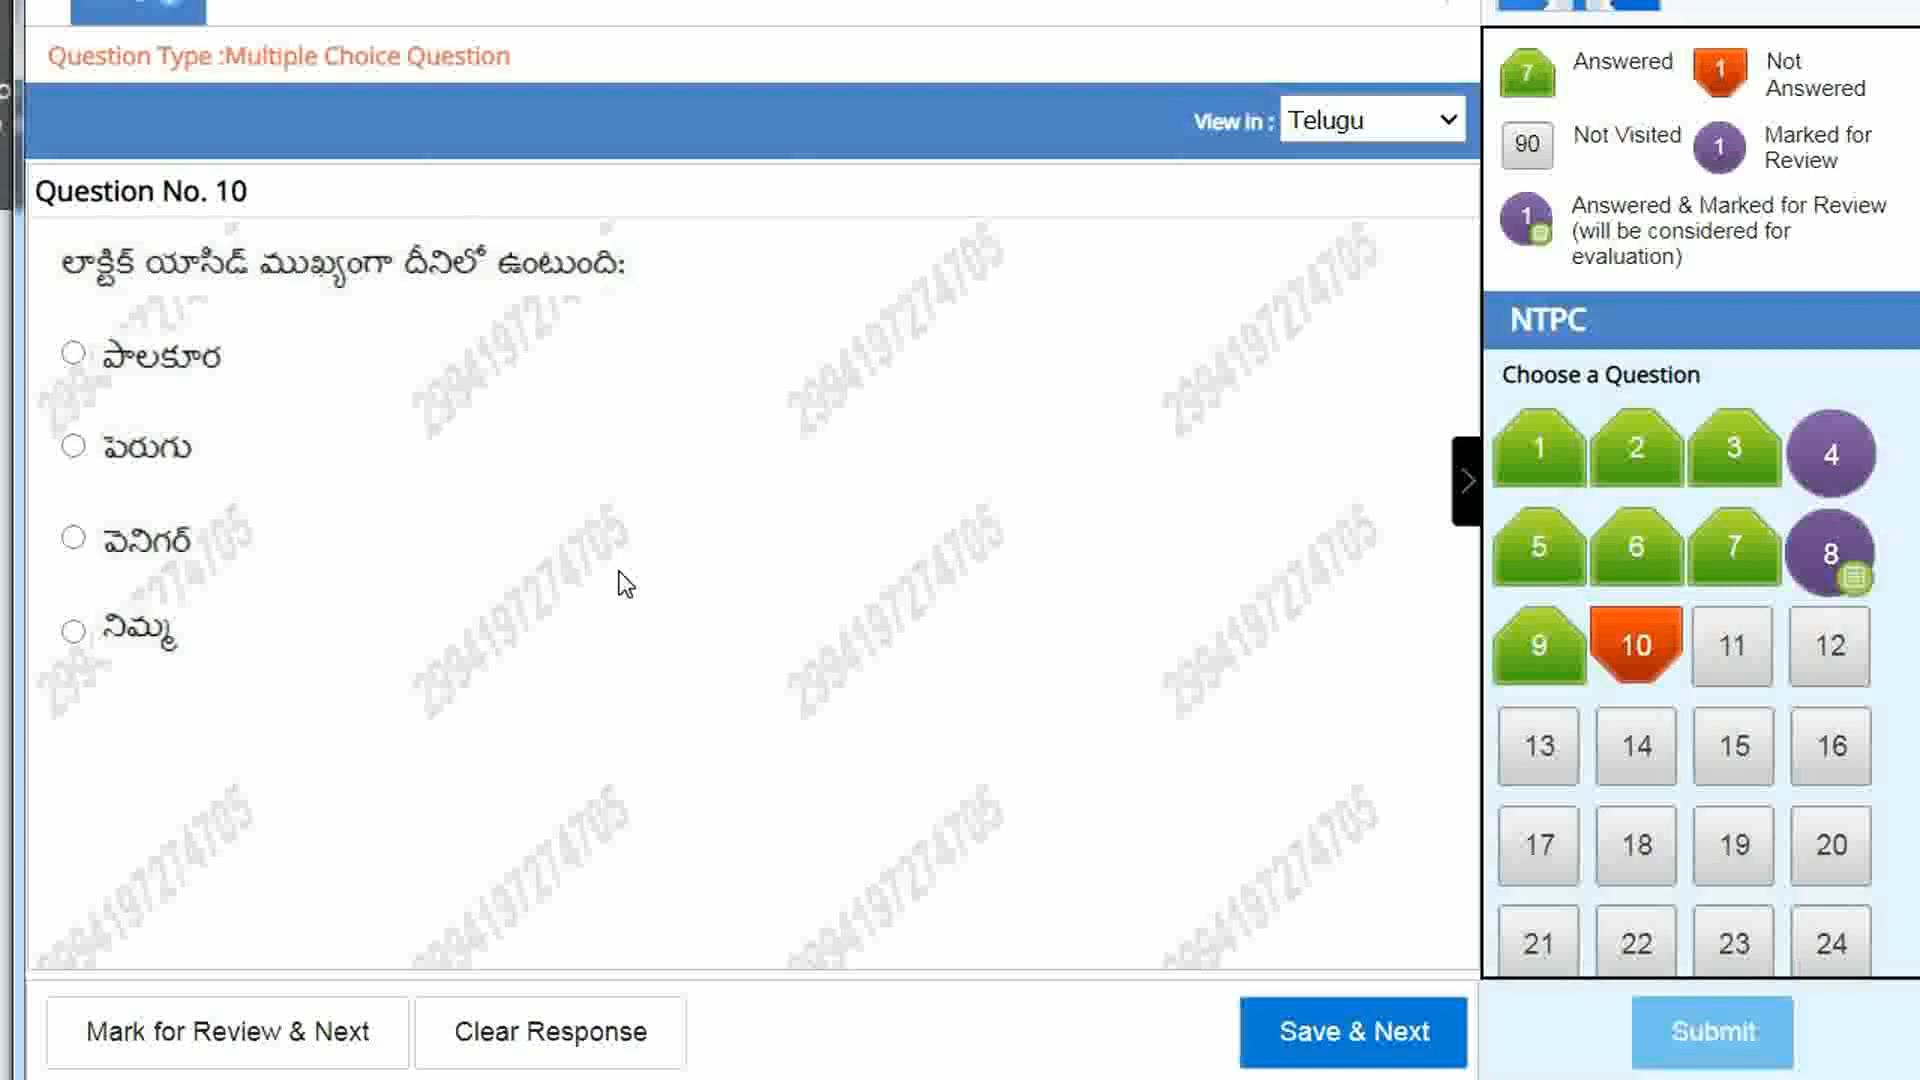 Question Type :Multiple Choice Question
View in : Telugu
Question No. 10
లాక్టిక్ యాసిడ్ ముఖ్యంగా దీనిలో ఉంటుంది:
పాలకూర
పెరుగు
వెనిగర్
నిమ్మ
Mark for Review & Next
Clear Response
Save & Next
7 Answered
1 Not Answered
90 Not Visited
1 Marked for Review
1 Answered & Marked for Review (will be considered for evaluation)
NTPC
Choose a Question
1 2 3 4
5 6 7 8
9 10 11 12
13 14 15 16
17 18 19 20
21 22 23 24
Submit